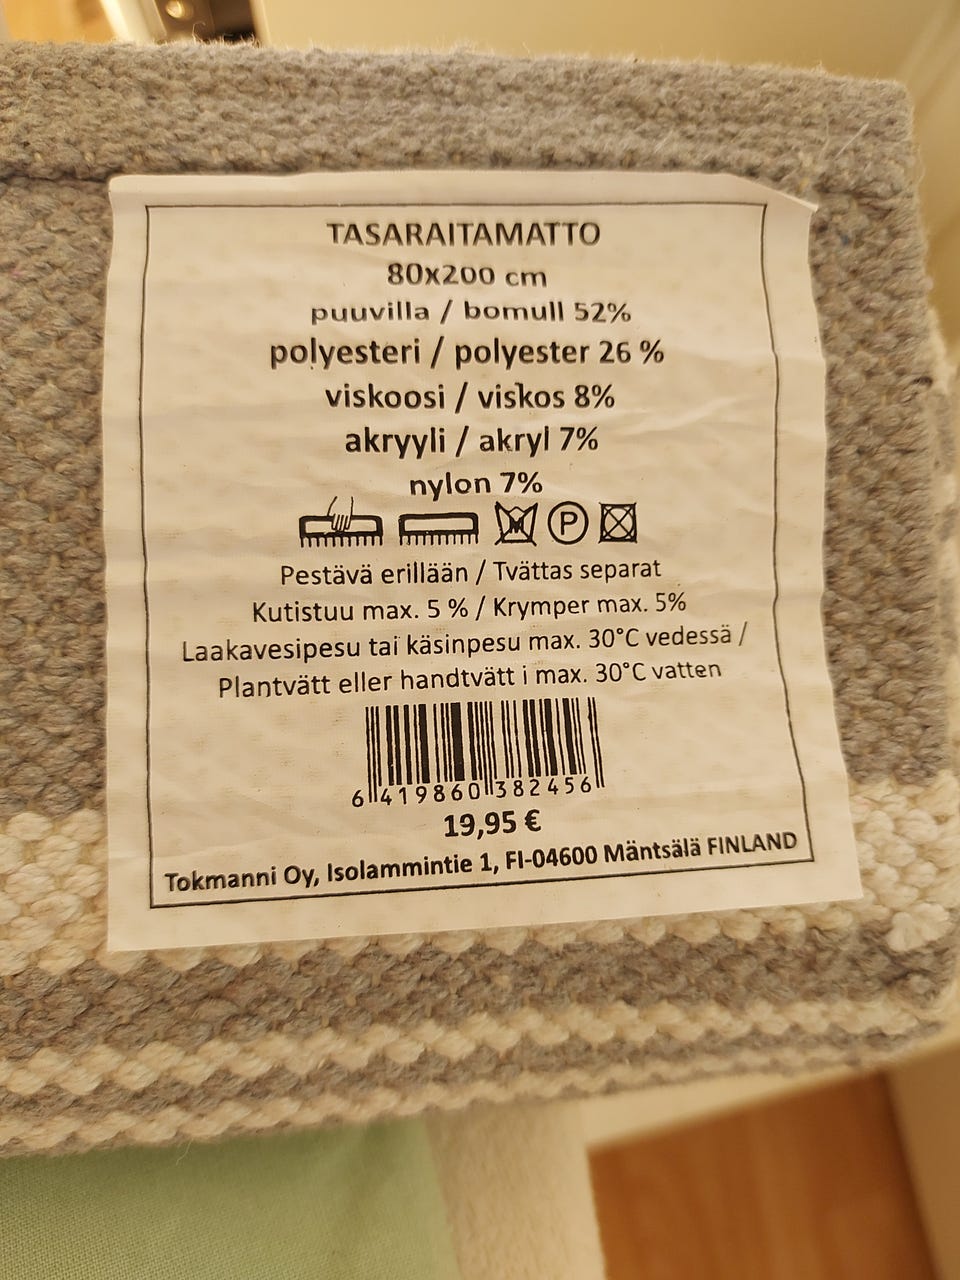 TASARAITAMATTO
80x200 cm
puuvilla / bomull 52%
polyesteri / polyester 26 %
viskoosi / viskos 8%
akryyli / akryl 7%
nylon 7%
P
Pestävä erillään / Tvättas separat
Kutistuu max. 5 % / Krymper max. 5%
Laakavesipesu tai käsinpesu max. 30°C vedessä /
Plantvätt eller handtvätt i max. 30°C vatten
6 419860 382456
19,95 €
Tokmanni Oy, Isolammintie 1, FI-04600 Mäntsälä FINLAND